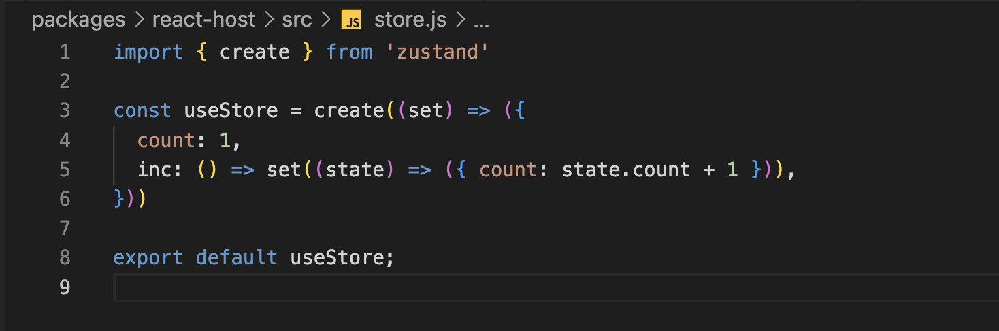 packages > react-host > src > JS store.js > ...
1 import { create } from 'zustand'
2
3 const useStore = create((set) => ({
4   count: 1,
5   inc: () => set((state) => ({ count: state.count + 1 })),
6 }))
7
8 export default useStore;
9